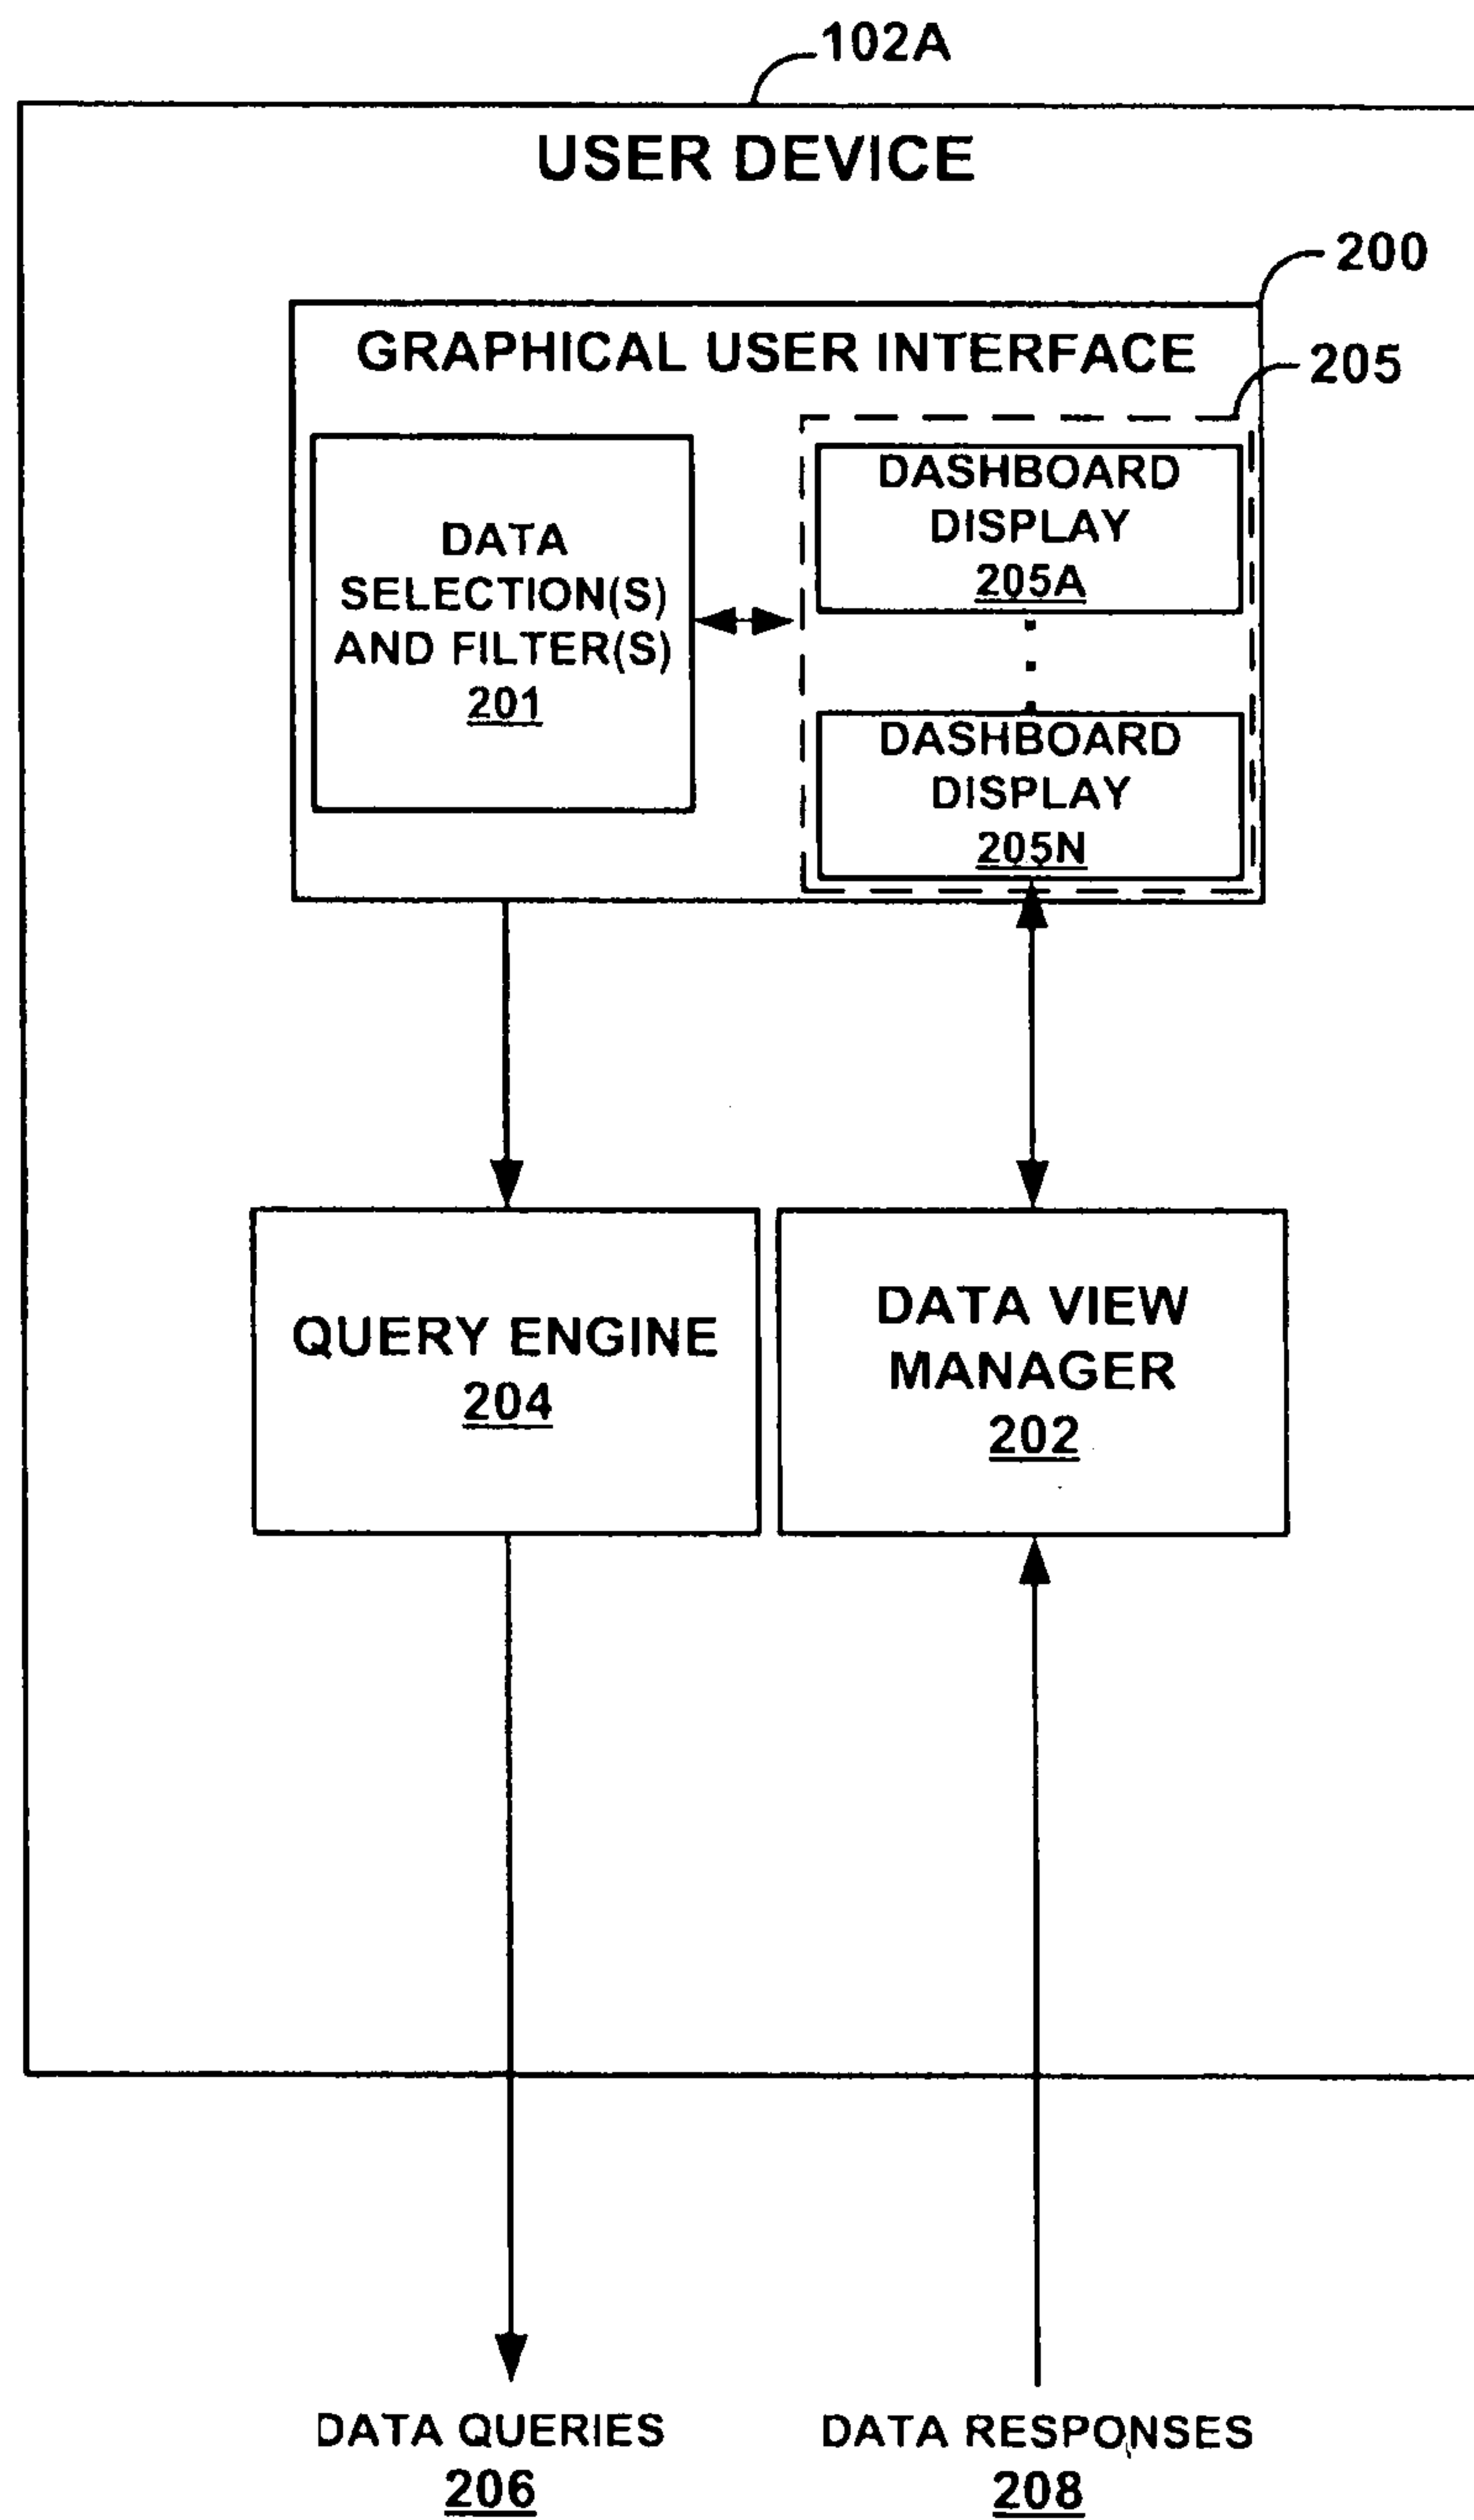 102A
USER DEVICE
200
GRAPHICAL USER INTERFACE
205
DATA
SELECTION(S)
AND FILTER(S)
201
DASHBOARD
DISPLAY
205A
DASHBOARD
DISPLAY
205N
QUERY ENGINE
204
DATA VIEW
MANAGER
202
DATA QUERIES
206
DATA RESPONSES
208